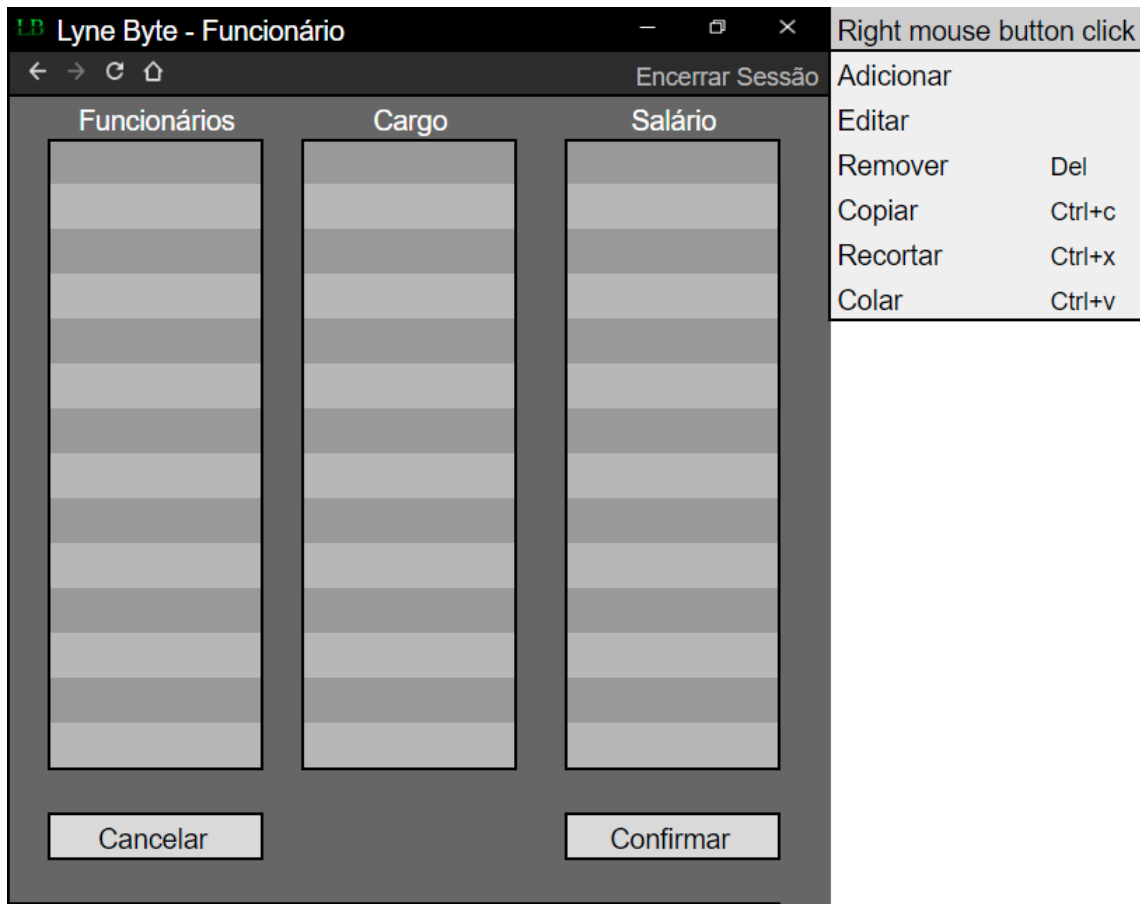 LB Lyne Byte - Funcionário
Encerrar Sessão
Funcionários Cargo Salário
Cancelar Confirmar
Right mouse button click
Adicionar
Editar
Remover Del
Copiar Ctrl+c
Recortar Ctrl+x
Colar Ctrl+v